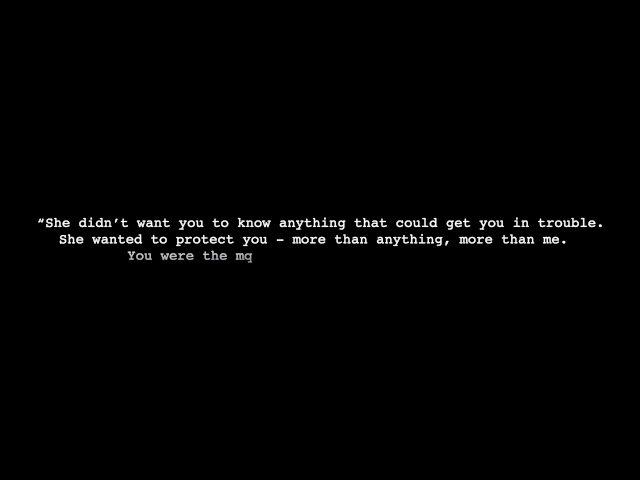 “She didn’t want you to know anything that could get you in trouble.
She wanted to protect you – more than anything, more than me.
You were the mq